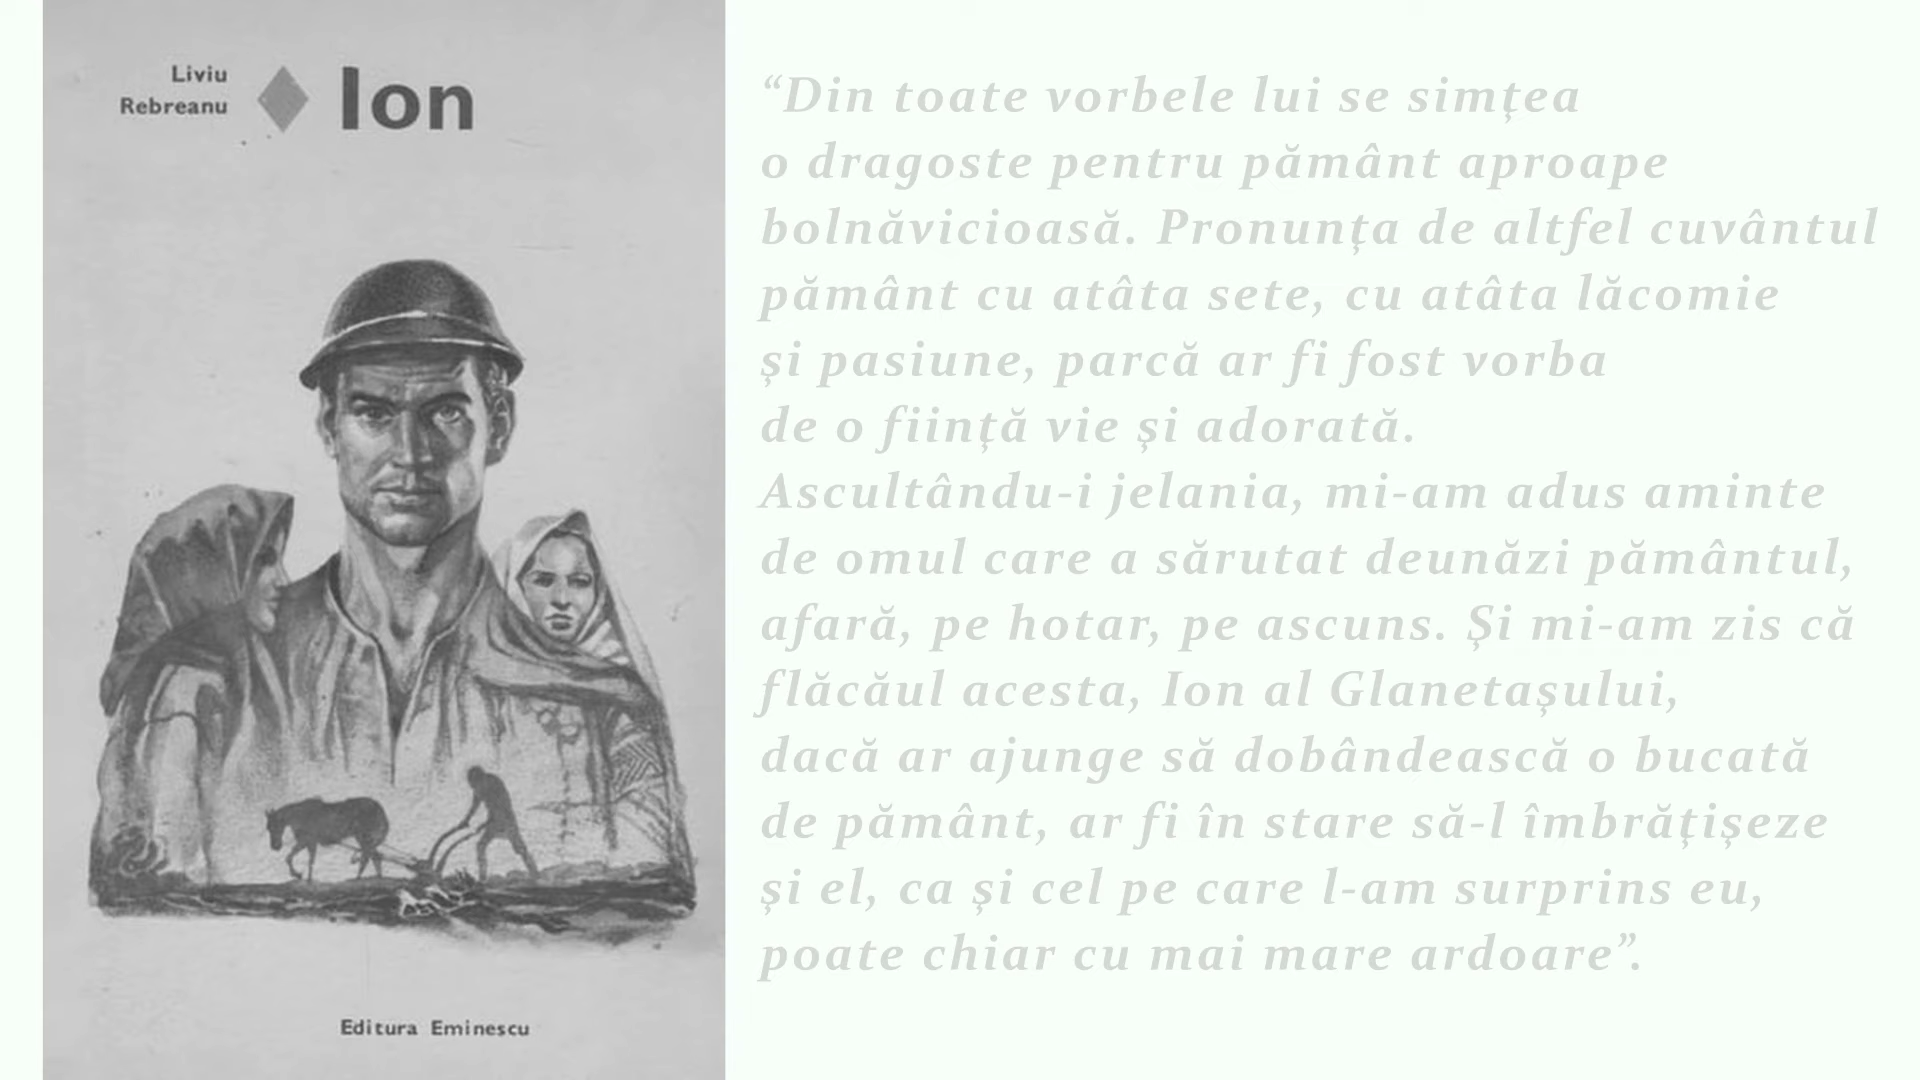 Liviu
Rebreanu
Ion
Editura Eminescu
“Din toate vorbele lui se simțea
o dragoste pentru pământ aproape
bolnăvicioasă. Pronunța de altfel cuvântul
pământ cu atâta sete, cu atâta lăcomie
și pasiune, parcă ar fi fost vorba
de o ființă vie și adorată.
Ascultându-i jelania, mi-am adus aminte
de omul care a sărutat deunăzi pământul,
afară, pe hotar, pe ascuns. Și mi-am zis că
flăcăul acesta, Ion al Glanetașului,
dacă ar ajunge să dobândească o bucată
de pământ, ar fi în stare să-l îmbrățișeze
și el, ca și cel pe care l-am surprins eu,
poate chiar cu mai mare ardoare”.